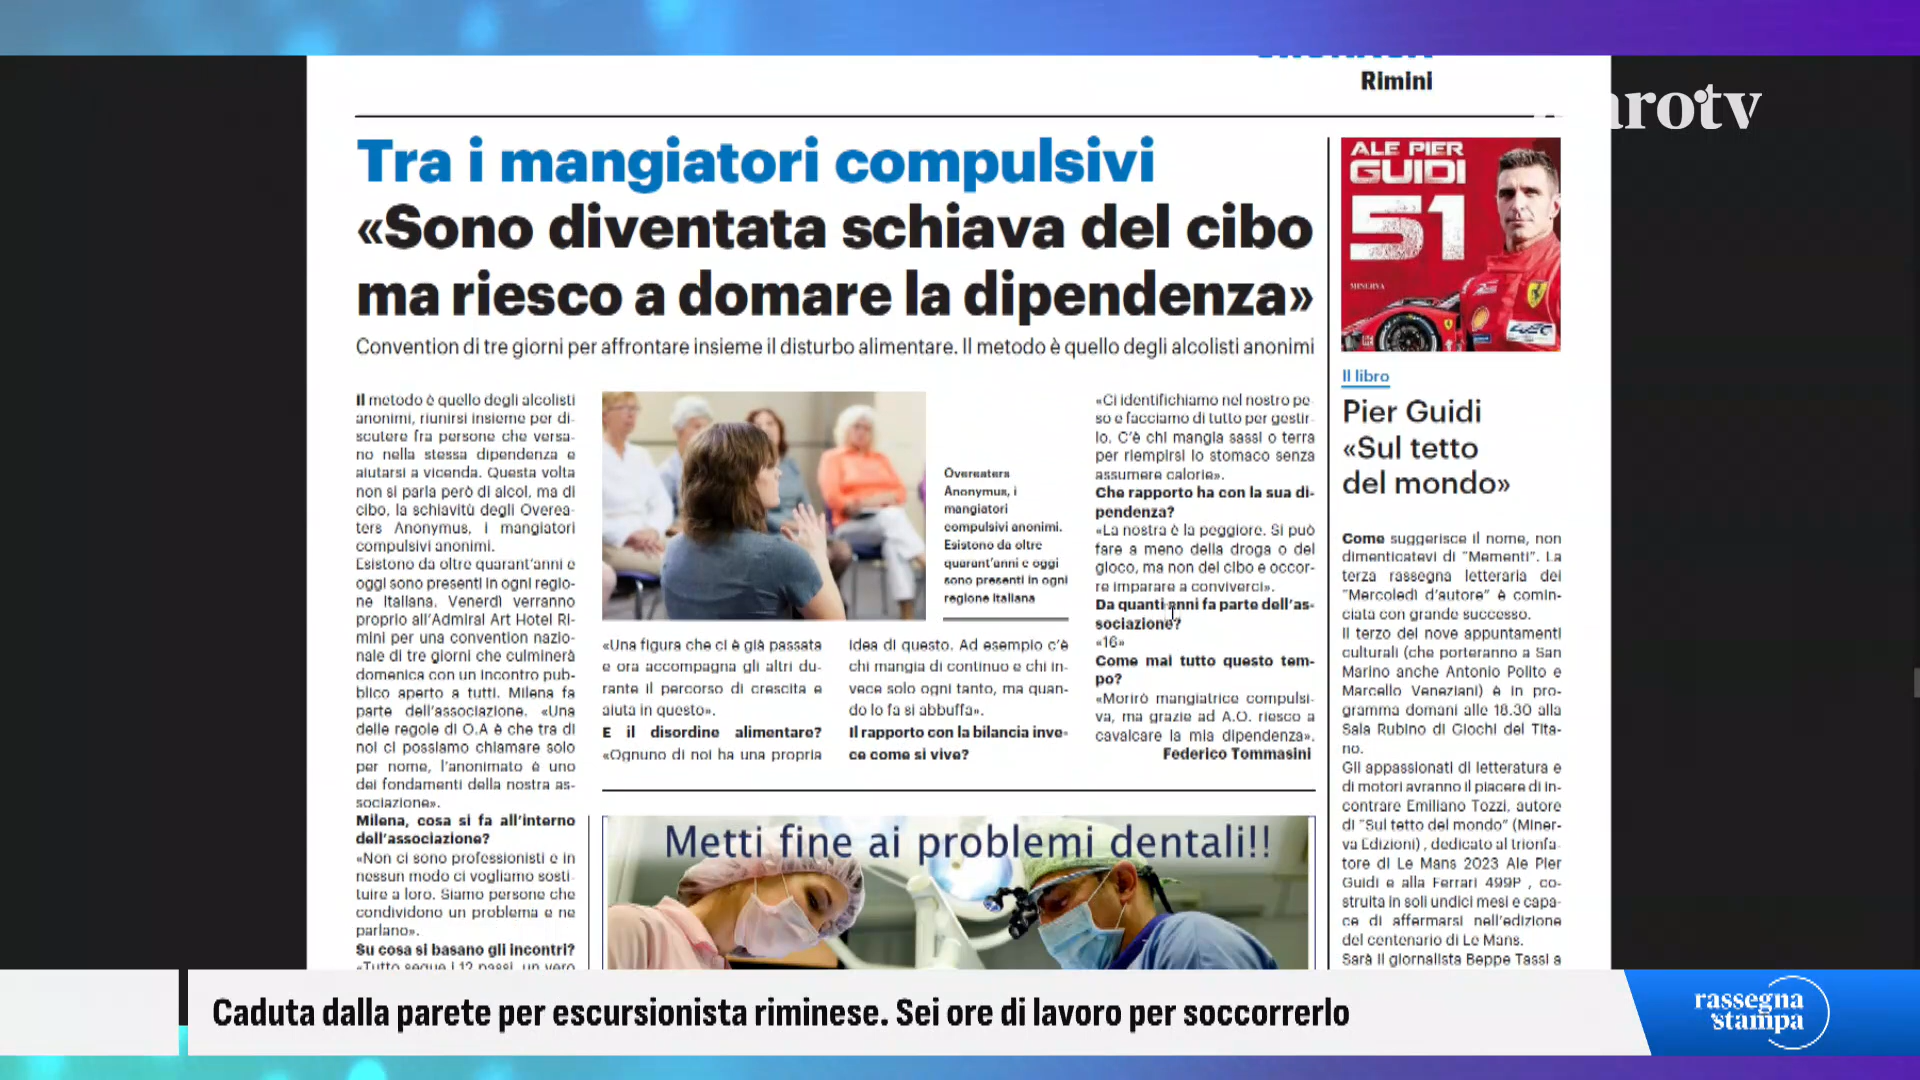 Rimini
arotv
Tra i mangiatori compulsivi
«Sono diventata schiava del cibo
ma riesco a domare la dipendenza»
Convention di tre giorni per affrontare insieme il disturbo alimentare. Il metodo è quello degli alcolisti anonimi
Il metodo è quello degli alcolisti
anonimi, riunirsi insieme per di-
scutere fra persone che versa-
no nella stessa dipendenza e
aiutarsi a vicenda. Questa volta
non si parla però di alcol, ma di
cibo, la schiavitù degli Overea-
ters Anonymus, i mangiatori
compulsivi anonimi.
Esistono da oltre quarant'anni e
oggi sono presenti in ogni regio-
ne Italiana. Venerdì verranno
proprio all'Admiral Art Hotel Ri-
mini per una convention nazio-
nale di tre giorni che culminerà
domenica con un incontro pub-
blico aperto a tutti. Milena fa
parte dell'associazione. «Una
delle regole di O.A è che tra di
noi ci possiamo chiamare solo
per nome, l'anonimato è uno
dei fondamenti della nostra as-
sociazione».
Milena, cosa si fa all'interno
dell'associazione?
«Non ci sono professionisti e in
nessun modo ci vogliamo sosti-
tuire a loro. Siamo persone che
condividono un problema e ne
parlano».
Su cosa si basano gli incontri?
«Tutto segue i 12 passi, un vero
Overeaters
Anonymus, i
mangiatori
compulsivi anonimi.
Esistono da oltre
quarant'anni e oggi
sono presenti in ogni
regione Italiana
«Una figura che ci è già passata
e ora accompagna gli altri du-
rante il percorso di crescita e
aiuta in questo».
E il disordine alimentare?
«Ognuno di noi ha una propria
idea di questo. Ad esempio c'è
chi mangia di continuo e chi in-
vece solo ogni tanto, ma quan-
do lo fa si abbuffa».
Il rapporto con la bilancia inve-
ce come si vive?
«Ci identifichiamo nel nostro pe-
so e facciamo di tutto per gestir-
lo. C'è chi mangia sassi o terra
per riempirsi lo stomaco senza
assumere calorie».
Che rapporto ha con la sua di-
pendenza?
«La nostra è la peggiore. Si può
fare a meno della droga o del
gioco, ma non del cibo e occor-
re imparare a conviverci».
Da quanti anni fa parte dell'as-
sociazione?
«16»
Come mai tutto questo tem-
po?
«Morirò mangiatrice compulsi-
va, ma grazie ad A.O. riesco a
cavalcare la mia dipendenza».
Federico Tommasini
Metti fine ai problemi dentali!!
ALE PIER
GUIDI
51
MINERVA
WEC
Il libro
Pier Guidi
«Sul tetto
del mondo»
Come suggerisce il nome, non
dimenticatevi di "Mementi". La
terza rassegna letteraria dei
"Mercoledì d'autore" è comin-
ciata con grande successo.
Il terzo dei nove appuntamenti
culturali (che porteranno a San
Marino anche Antonio Polito e
Marcello Veneziani) è in pro-
gramma domani alle 18.30 alla
Sala Rubino di Giochi del Tita-
no.
Gli appassionati di letteratura e
di motori avranno il piacere di in-
contrare Emiliano Tozzi, autore
di "Sul tetto del mondo" (Miner-
va Edizioni) , dedicato al trionfa-
tore di Le Mans 2023 Ale Pier
Guidi e alla Ferrari 499P , co-
struita in soli undici mesi e capa-
ce di affermarsi nell'edizione
del centenario di Le Mans.
Sarà il giornalista Beppe Tassi a
Caduta dalla parete per escursionista riminese. Sei ore di lavoro per soccorrerlo
rassegna
stampa